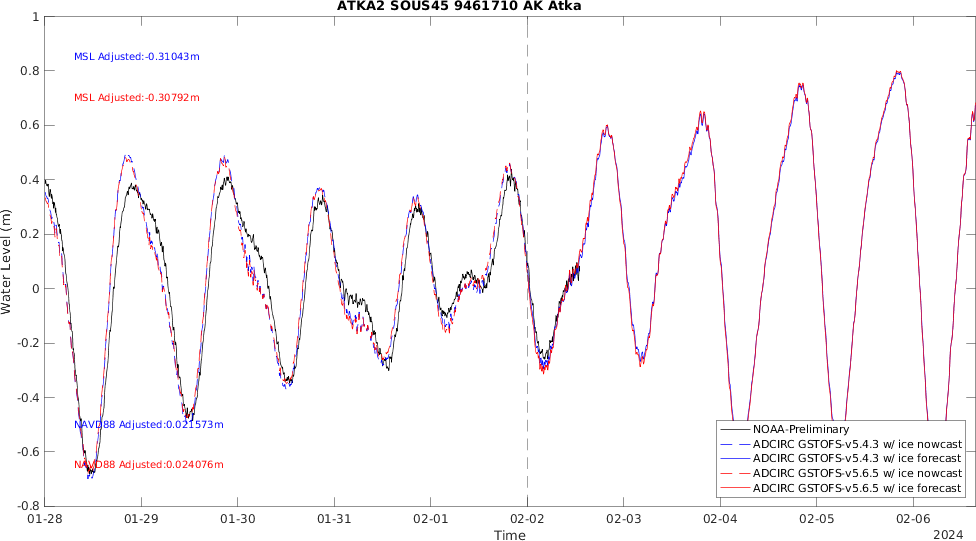 ATKA2 SOUS45 9461710 AK Atka
1
0.8
0.6
0.4
0.2
0
-0.2
-0.4
-0.6
-0.8
Water Level (m)
MSL Adjusted:-0.31043m
MSL Adjusted:-0.30792m
NAVD88 Adjusted:0.021573m
NAVD88 Adjusted:0.024076m
NOAA-Preliminary
ADCIRC GSTOFS-v5.4.3 w/ ice nowcast
ADCIRC GSTOFS-v5.4.3 w/ ice forecast
ADCIRC GSTOFS-v5.6.5 w/ ice nowcast
ADCIRC GSTOFS-v5.6.5 w/ ice forecast
01-28 01-29 01-30 01-31 02-01 02-02 02-03 02-04 02-05 02-06
Time
2024